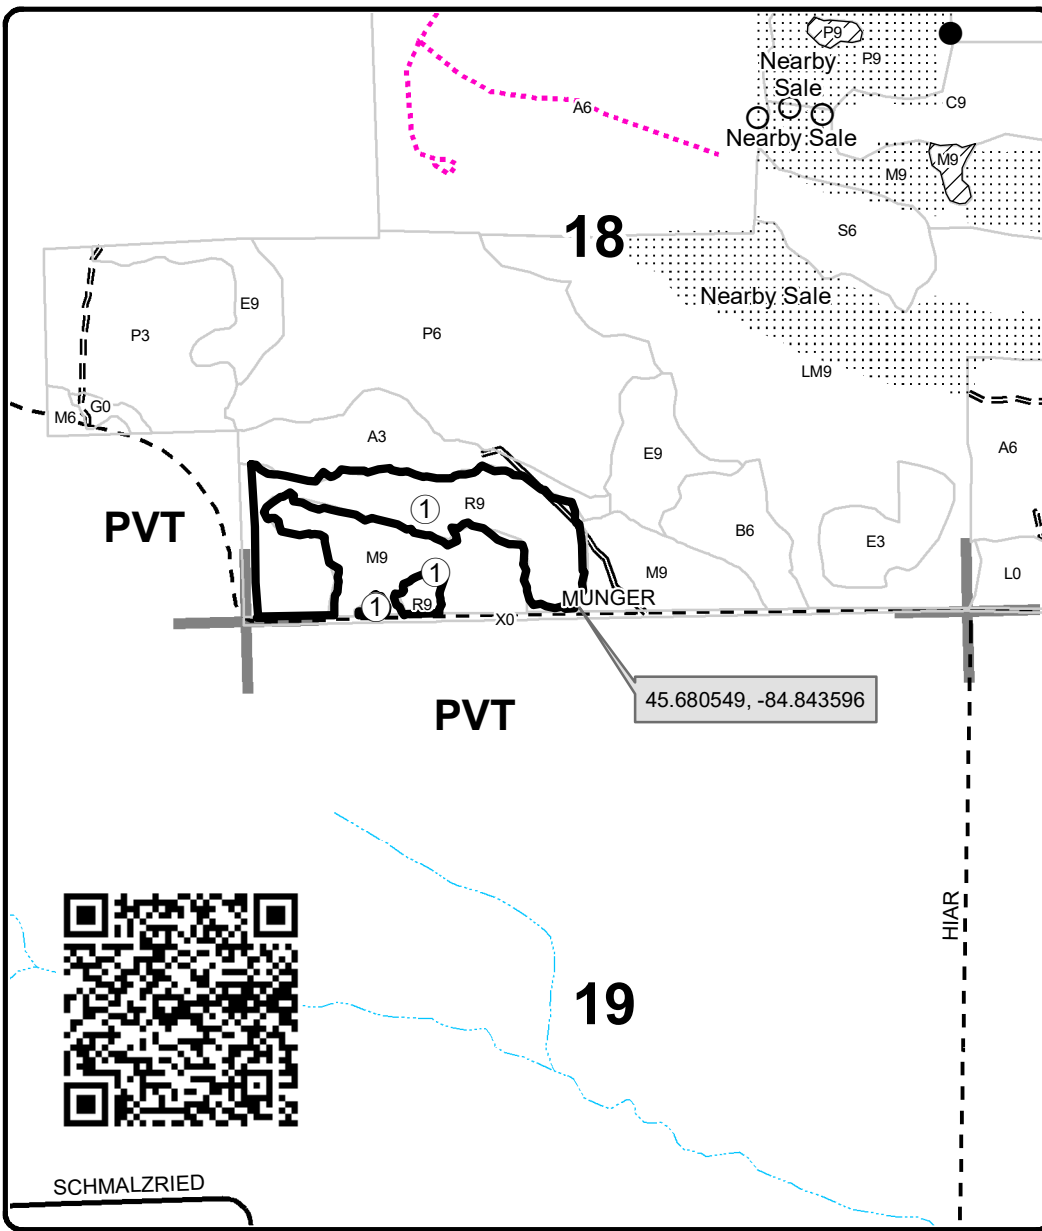 P9
Nearby
Sale
P9
A6
C9
Nearby Sale
M9
M9
18
S6
E9
Nearby Sale
P3
P6
LM9
G0
M6
A3
A6
E9
R9
1
PVT
B6
E3
M9
1
M9
L0
MUNGER
1
R9
X0
45.680549, -84.843596
PVT
HIAR
19
SCHMALZRIED